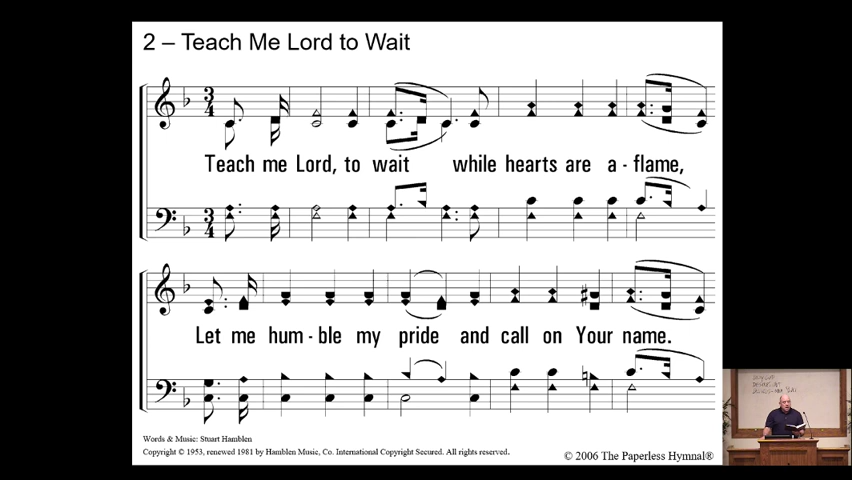 2 – Teach Me Lord to Wait
Teach me Lord, to wait while hearts are a - flame,
Let me hum - ble my pride and call on Your name.
Words & Music: Stuart Hamblen
Copyright © 1953, renewed 1981 by Hamblen Music, Co. International Copyright Secured. All rights reserved.
© 2006 The Paperless Hymnal®